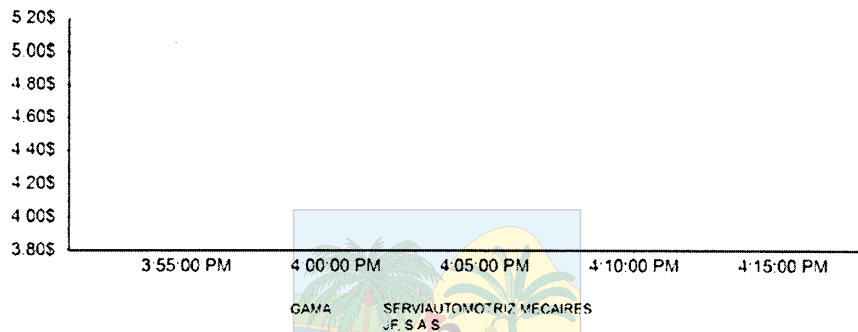 5.20$
5.00$
4.80$
4.60$
4.40$
4.20$
4.00$
3.80$
3:55:00 PM 4:00:00 PM 4:05:00 PM 4:10:00 PM 4:15:00 PM
GAMA SERVIAUTOMOTRIZ MECAIRES
JF. S A S